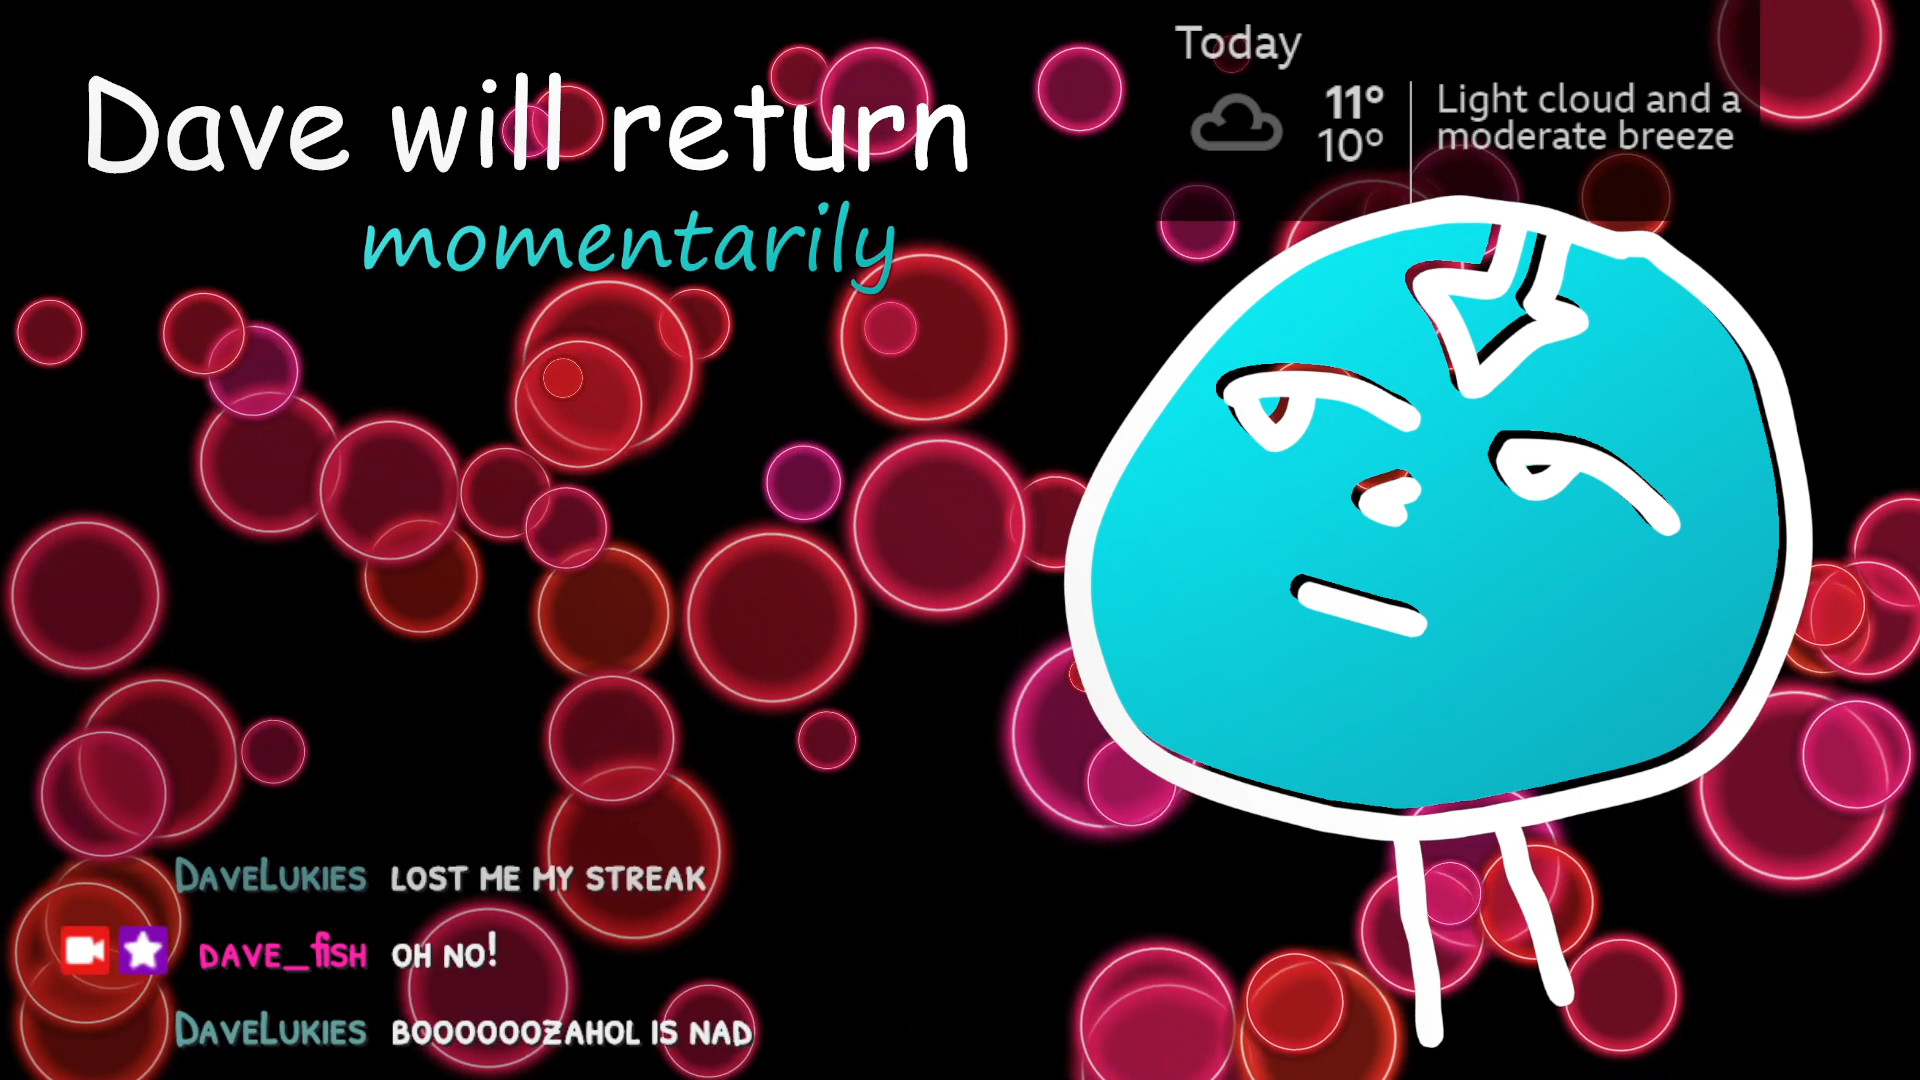 Dave will return
momentarily
Today
11°
10°
Light cloud and a
moderate breeze
DaveLukies LOST ME MY STREAK
DAVE_fiSH OH NO!
DaveLukies BOOOOOOZAHOL IS NAD